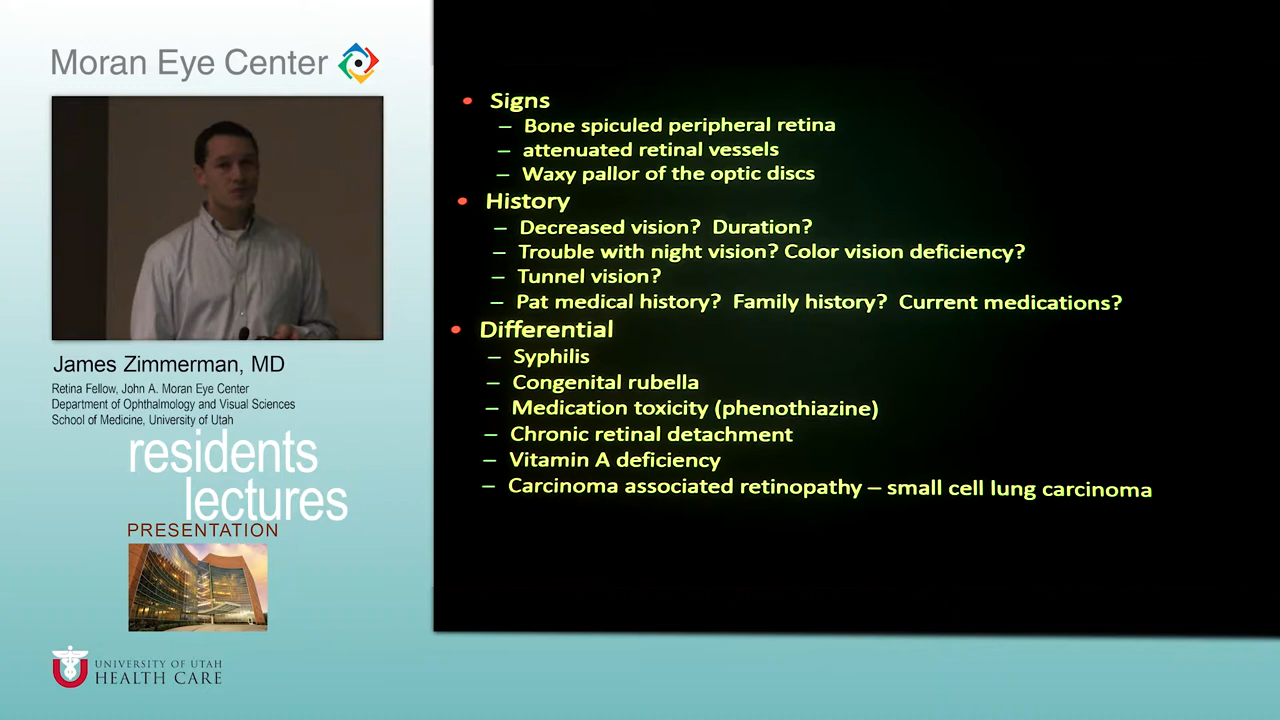 Moran Eye Center
James Zimmerman, MD
Retina Fellow, John A. Moran Eye Center
Department of Ophthalmology and Visual Sciences
School of Medicine, University of Utah
residents
lectures
PRESENTATION
UNIVERSITY OF UTAH
HEALTH CARE
• Signs
– Bone spiculed peripheral retina
– attenuated retinal vessels
– Waxy pallor of the optic discs
• History
– Decreased vision? Duration?
– Trouble with night vision? Color vision deficiency?
– Tunnel vision?
– Pat medical history? Family history? Current medications?
• Differential
– Syphilis
– Congenital rubella
– Medication toxicity (phenothiazine)
– Chronic retinal detachment
– Vitamin A deficiency
– Carcinoma associated retinopathy – small cell lung carcinoma